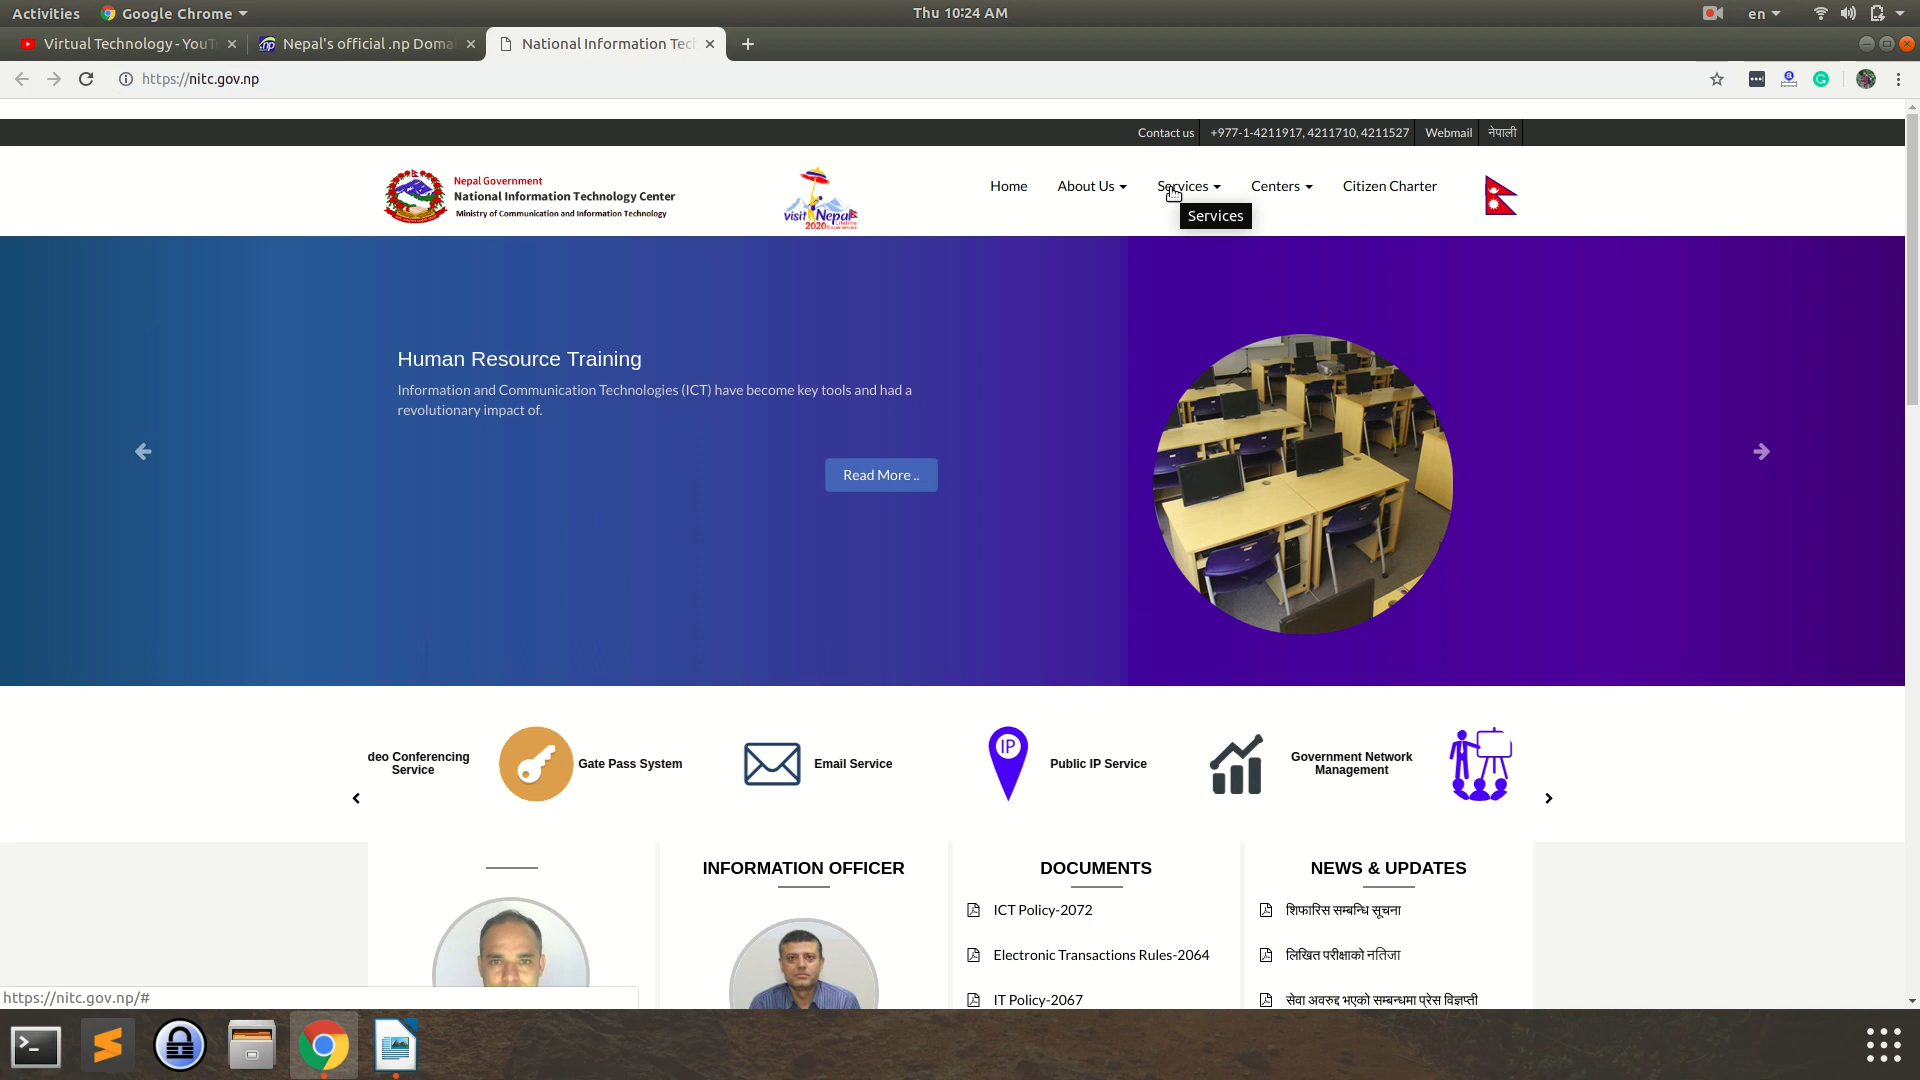 Activities
Google Chrome
Thu 10:24 AM
en
Virtual Technology - YouT
Nepal's official .np Doma
National Information Tec
https://nitc.gov.np
Contact us
+977-1-4211917, 4211710, 4211527
Webmail
नेपाली
Nepal Government
National Information Technology Center
Ministry of Communication and Information Technology
visit Nepal
2020
Home
About Us
Services
Centers
Citizen Charter
Services
Human Resource Training
Information and Communication Technologies (ICT) have become key tools and had a
revolutionary impact of.
Read More ..
deo Conferencing
Service
Gate Pass System
Email Service
IP
Public IP Service
Government Network
Management
INFORMATION OFFICER
DOCUMENTS
ICT Policy-2072
Electronic Transactions Rules-2064
IT Policy-2067
NEWS & UPDATES
शिफारिस सम्बन्धि सूचना
लिखित परीक्षाको नतिजा
सेवा अवरुद्द भएको सम्बन्धमा प्रेस विज्ञप्ती
https://nitc.gov.np/#